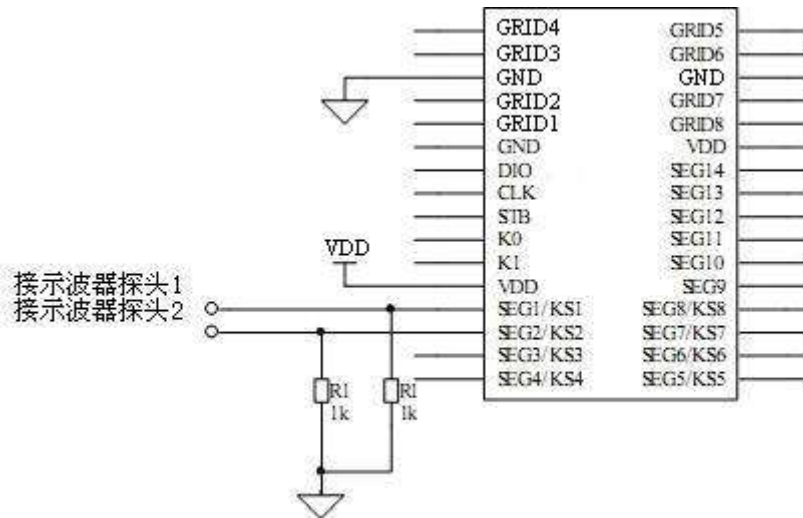 GRID4
GRID3
GND
GRID2
GRID1
GND
DIO
CLK
STB
K0
K1
VDD
SEG1/KS1
SEG2/KS2
SEG3/KS3
SEG4/KS4
GRID5
GRID6
GND
GRID7
GRID8
VDD
SEG14
SEG13
SEG12
SEG11
SEG10
SEG9
SEG8/KS8
SEG7/KS7
SEG6/KS6
SEG5/KS5
VDD
接示波器探头1
接示波器探头2
R1
1k
R1
1k